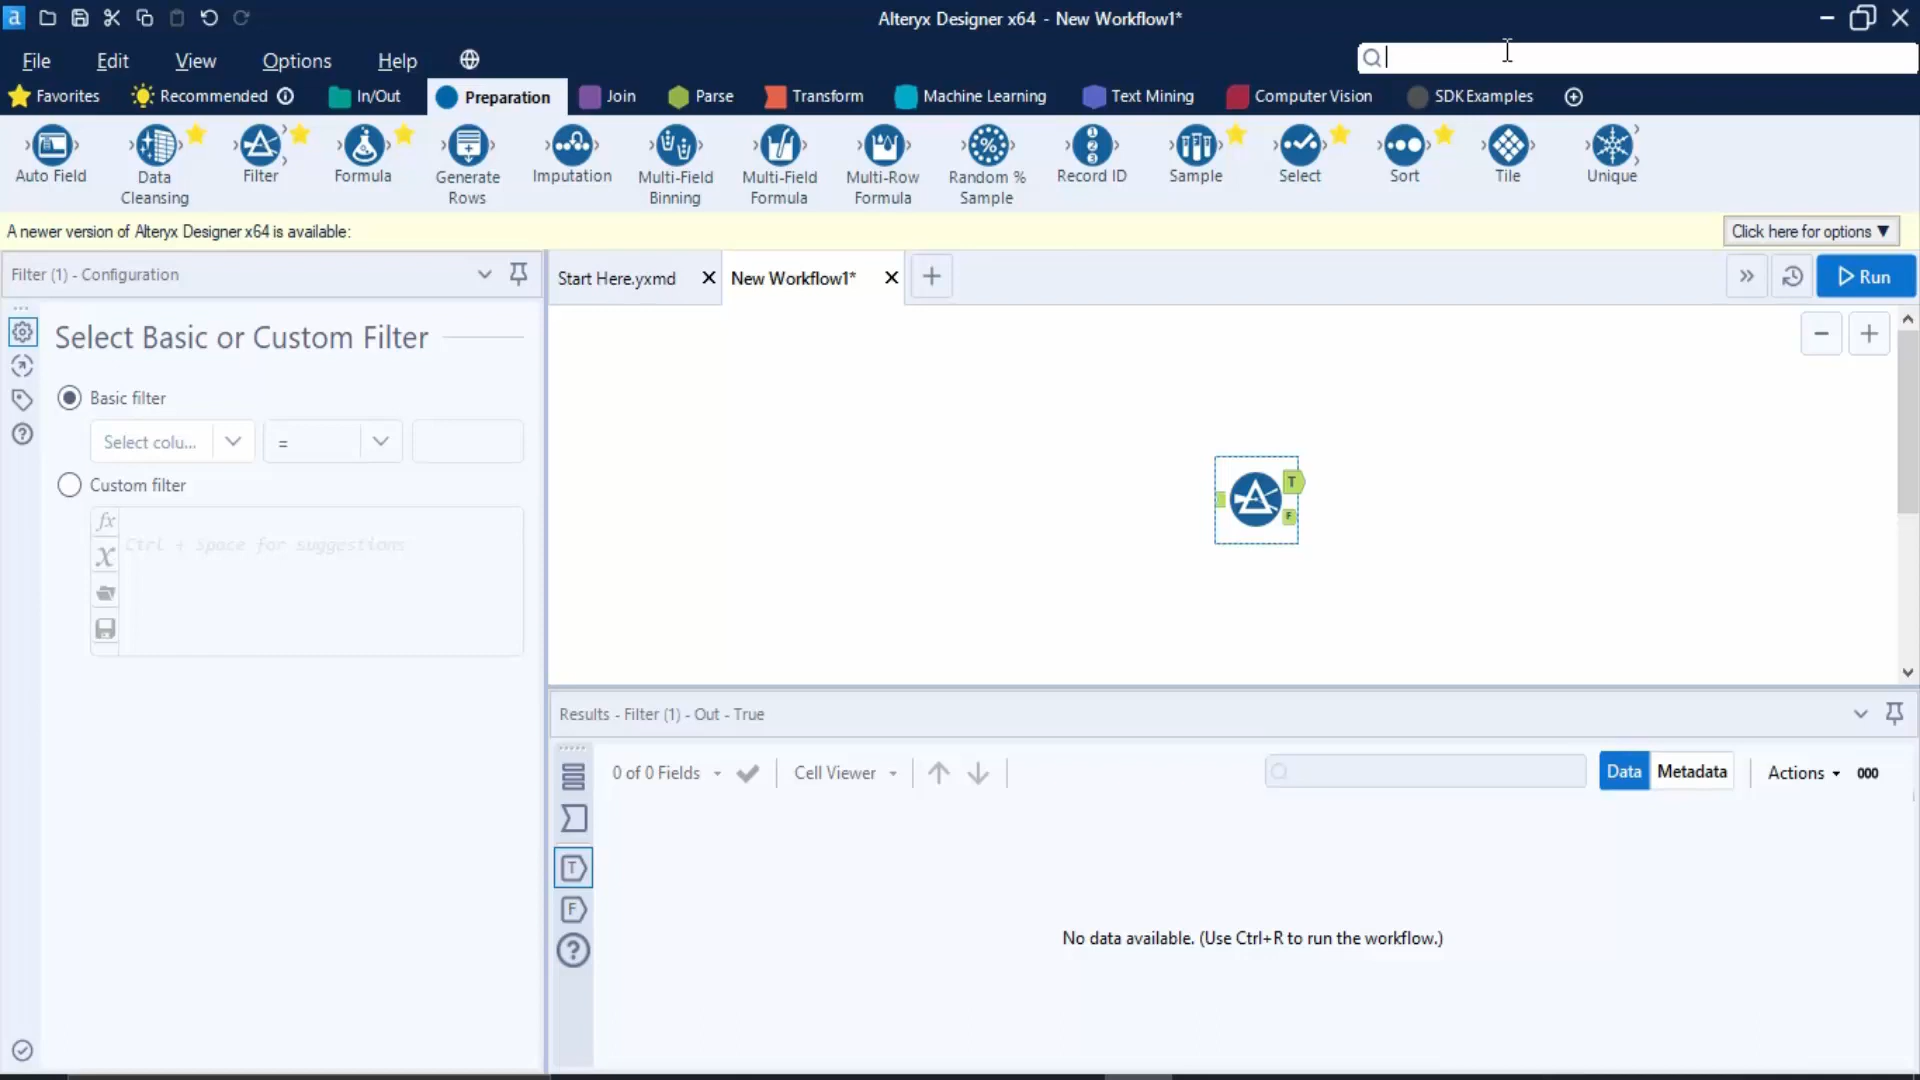 a
Alteryx Designer x64 - New Workflow1*
File Edit View Options Help
Favorites Recommended In/Out Preparation Join Parse Transform Machine Learning Text Mining Computer Vision SDK Examples
Auto Field
Data
Cleansing
Filter
Formula
Generate
Rows
Imputation
Multi-Field
Binning
Multi-Field
Formula
Multi-Row
Formula
Random %
Sample
Record ID
Sample
Select
Sort
Tile
Unique
A newer version of Alteryx Designer x64 is available:
Click here for options ▼
Filter (1) - Configuration
Start Here.yxmd
New Workflow1*
Run
Select Basic or Custom Filter
Basic filter
Select colu...
=
Custom filter
fx
Ctrl + Space for suggestions
X
T
F
Results - Filter (1) - Out - True
0 of 0 Fields
Cell Viewer
Data
Metadata
Actions
000
T
F
No data available. (Use Ctrl+R to run the workflow.)